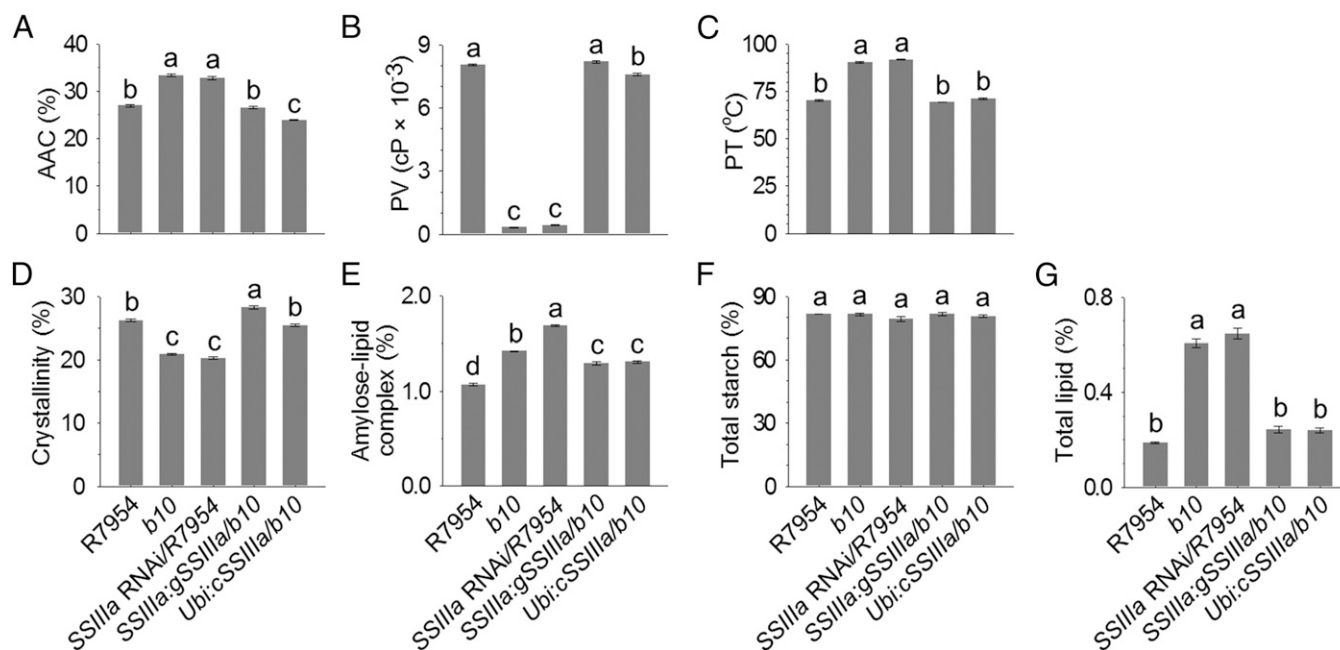 A
AAC (%)
40
30
20
10
0
b
a
a
b
c
B
PV (cP × 10-3)
9
6
3
0
a
c
c
a
b
C
PT (oC)
100
75
50
25
0
b
a
a
b
b
D
Crystallinity (%)
30
20
10
0
b
c
c
a
b
R7954
b10
SSIIIa RNAi/R7954
SSIIIa:gSSIIIa/b10
Ubi:cSSIIIa/b10
E
Amylose-lipid
complex (%)
2.0
1.0
0.0
d
b
a
c
c
R7954
b10
SSIIIa RNAi/R7954
SSIIIa:gSSIIIa/b10
Ubi:cSSIIIa/b10
F
Total starch (%)
90
60
30
0
a
a
a
a
a
R7954
b10
SSIIIa RNAi/R7954
SSIIIa:gSSIIIa/b10
Ubi:cSSIIIa/b10
G
Total lipid (%)
0.8
0.4
0.0
b
a
a
b
b
R7954
b10
SSIIIa RNAi/R7954
SSIIIa:gSSIIIa/b10
Ubi:cSSIIIa/b10